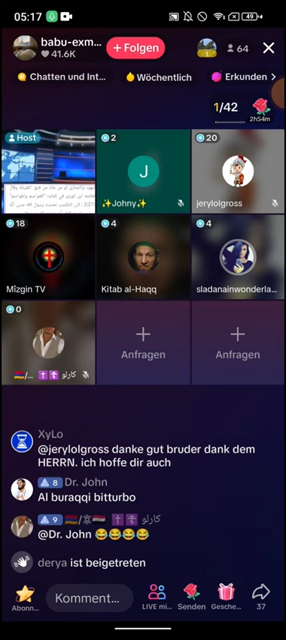 05:17
49
babu-exm...
41.6K
+ Folgen
64
Chatten und Int...
Wöchentlich
Erkunden
1/42
2h54m
Host
2
J
✨Johny✨
20
jerylolgross
18
Mîzgin TV
4
Kitab al-Haqq
4
sladanainwonderla...
0
كارلو ✝️✝️ /...
Anfragen
Anfragen
XyLo
@jerylolgross danke gut bruder dank dem
HERRN. ich hoffe dir auch
8 Dr. John
Al buraqqi bitturbo
9 كارلو
@Dr. John 😂😂😂😂
derya ist beigetreten
Abonn...
Komment...
LIVE mi...
Senden
Gesche...
37